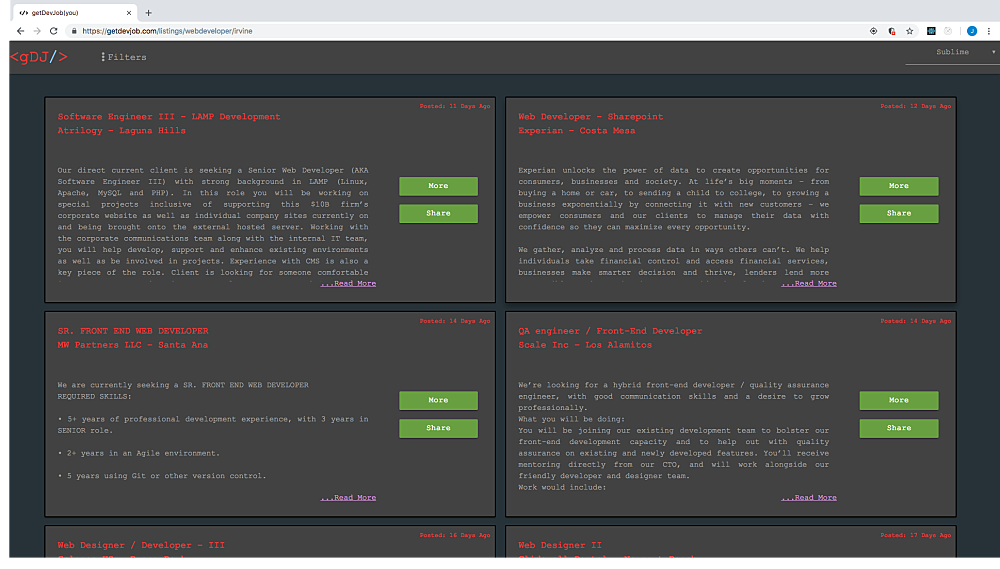 </> getDevJob(you)
https://getdevjob.com/listings/webdeveloper/irvine
J
<gDJ/>
Filters
Sublime
Posted: 15 Days Ago
Software Engineer III - LAMP Development
Atrilogy - Laguna Hills
Our direct current client is seeking a Senior Web Developer (AKA
Software Engineer III) with strong background in LAMP (Linux,
Apache, MySQL and PHP). In this role you will be working on
special projects inclusive of supporting this $10B firm's
corporate website as well as individual company sites currently on
and being brought onto the external hosted server. Working with
the corporate communications team along with the internal IT team,
you will help develop, support and enhance existing environments
as well as be involved in projects. Experience with CMS is also a
key piece of the role. Client is looking for someone comfortable
...Read More
More
Share
Posted: 13 Days Ago
Web Developer - Sharepoint
Experian - Costa Mesa
Experian unlocks the power of data to create opportunities for
consumers, businesses and society. At life's big moments – from
buying a home or car, to sending a child to college, to growing a
business exponentially by connecting it with new customers – we
empower consumers and our clients to manage their data with
confidence so they can maximize every opportunity.
We gather, analyze and process data in ways others can't. We help
individuals take financial control and access financial services,
businesses make smarter decision and thrive, lenders lend more
...Read More
More
Share
Posted: 14 Days Ago
SR. FRONT END WEB DEVELOPER
MW Partners LLC - Santa Ana
We are currently seeking a SR. FRONT END WEB DEVELOPER
REQUIRED SKILLS:
• 5+ years of professional development experience, with 3 years in
SENIOR role.
• 2+ years in an Agile environment.
• 5 years using Git or other version control.
...Read More
More
Share
Posted: 14 Days Ago
QA engineer / Front-End Developer
Scale Inc - Los Alamitos
We're looking for a hybrid front-end developer / quality assurance
engineer, with good communication skills and a desire to grow
professionally.
What you will be doing:
You will be joining our existing development team to bolster our
front-end development capacity and to help out with quality
assurance on existing and newly developed features. You'll receive
mentoring directly from our CTO, and will work alongside our
friendly developer and designer team.
Work would include:
...Read More
More
Share
Posted: 16 Days Ago
Web Designer / Developer - III
Posted: 17 Days Ago
Web Designer II